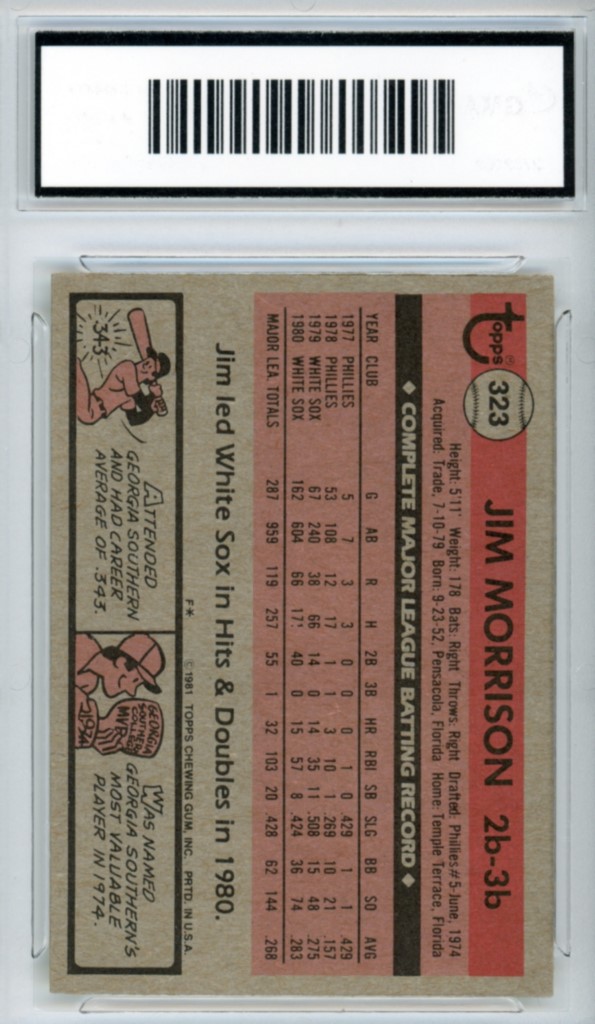 topps®
323
JIM MORRISON 2b-3b
Height: 5'11" Weight: 178 Bats: Right Throws: Right Drafted: Phillies #5-June, 1974
Acquired: Trade, 7-10-79 Born: 9-23-52, Pensacola, Florida Home: Temple Terrace, Florida
◆ COMPLETE MAJOR LEAGUE BATTING RECORD ◆
YEAR CLUB G AB R H 2B 3B HR RBI SB SLG BB SO AVG
1977 PHILLIES 5 7 3 3 0 0 0 1 0 .429 1 1 .429
1978 PHILLIES 53 108 12 17 1 1 3 10 1 .269 10 21 .157
1979 WHITE SOX 67 240 38 66 14 0 14 35 11 .508 15 48 .275
1980 WHITE SOX 162 604 66 171 40 0 15 57 8 .424 36 74 .283
MAJOR LEA. TOTALS 287 959 119 257 55 1 32 103 20 .428 62 144 .268
Jim led White Sox in Hits & Doubles in 1980.
F* ©1981 TOPPS CHEWING GUM, INC. PRTD. IN U.S.A.
.343
ATTENDED
GEORGIA SOUTHERN
AND HAD CAREER
AVERAGE OF .343.
GEORGIA
SOUTHERN
COLLEGE
MVP
1974
WAS NAMED
GEORGIA SOUTHERN'S
MOST VALUABLE
PLAYER IN 1974.